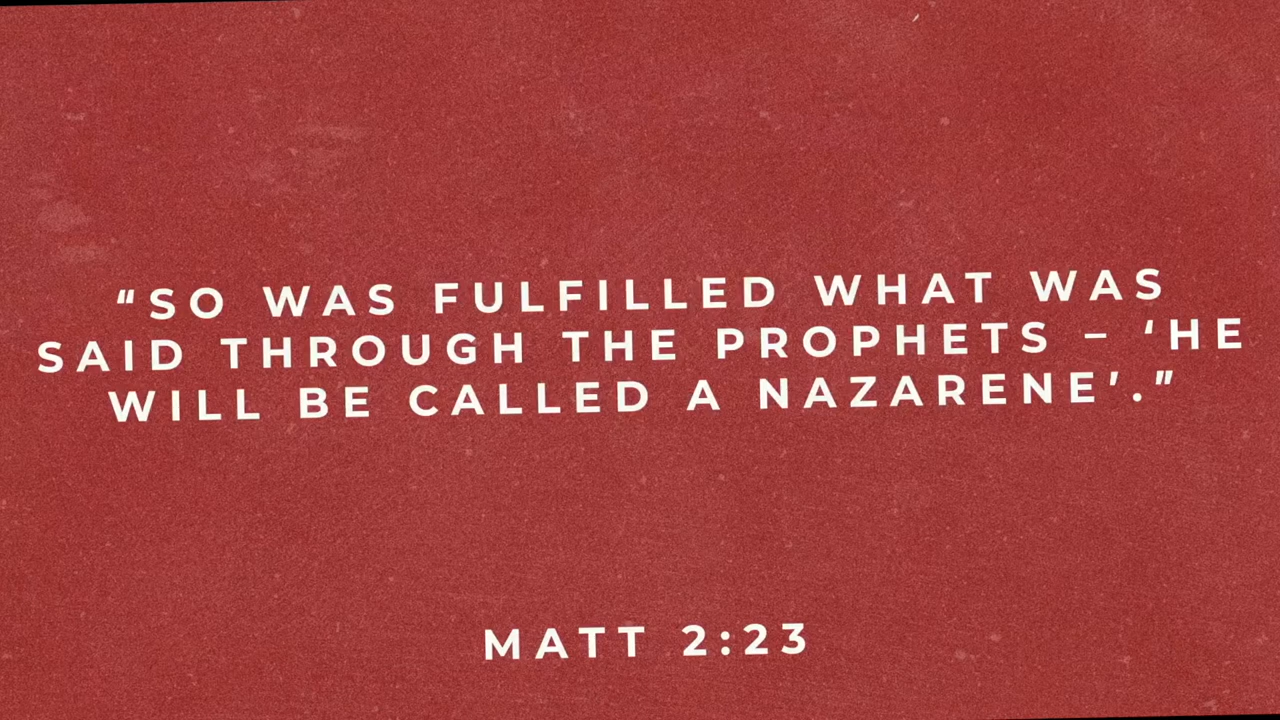 “SO WAS FULFILLED WHAT WAS
SAID THROUGH THE PROPHETS – ‘HE
WILL BE CALLED A NAZARENE’.”
MATT 2:23